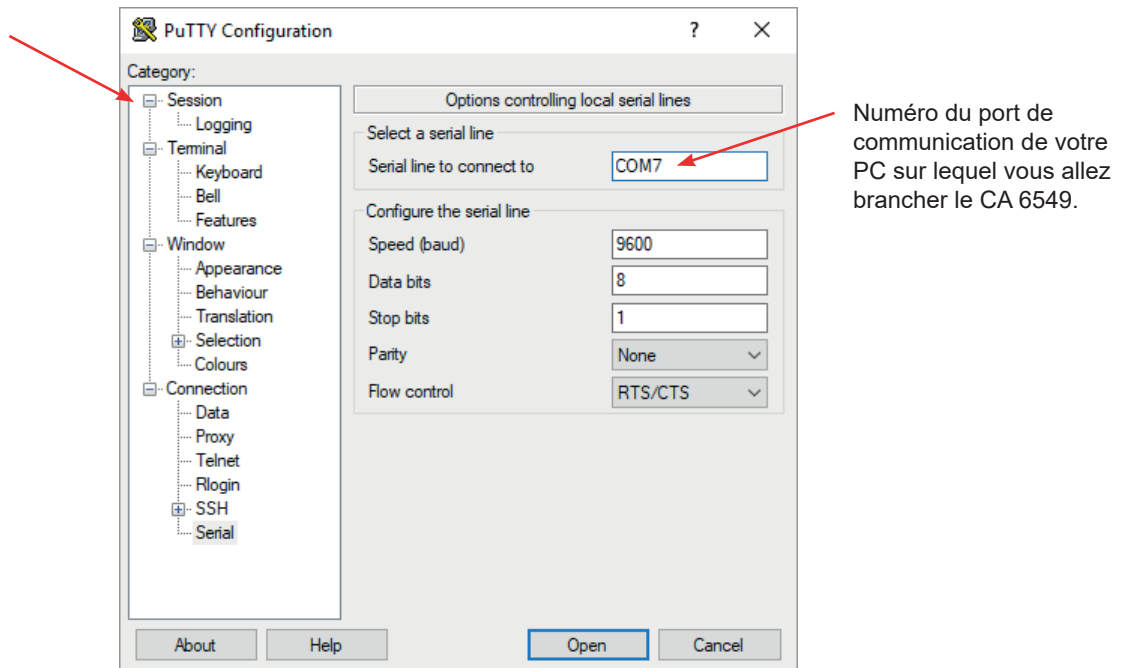 PuTTY Configuration
?
Category:
Session
Logging
Terminal
Keyboard
Bell
Features
Window
Appearance
Behaviour
Translation
Selection
Colours
Connection
Data
Proxy
Telnet
Rlogin
SSH
Serial
Options controlling local serial lines
Select a serial line
Serial line to connect to COM7
Configure the serial line
Speed (baud) 9600
Data bits 8
Stop bits 1
Parity None
Flow control RTS/CTS
About Help Open Cancel
Numéro du port de
communication de votre
PC sur lequel vous allez
brancher le CA 6549.